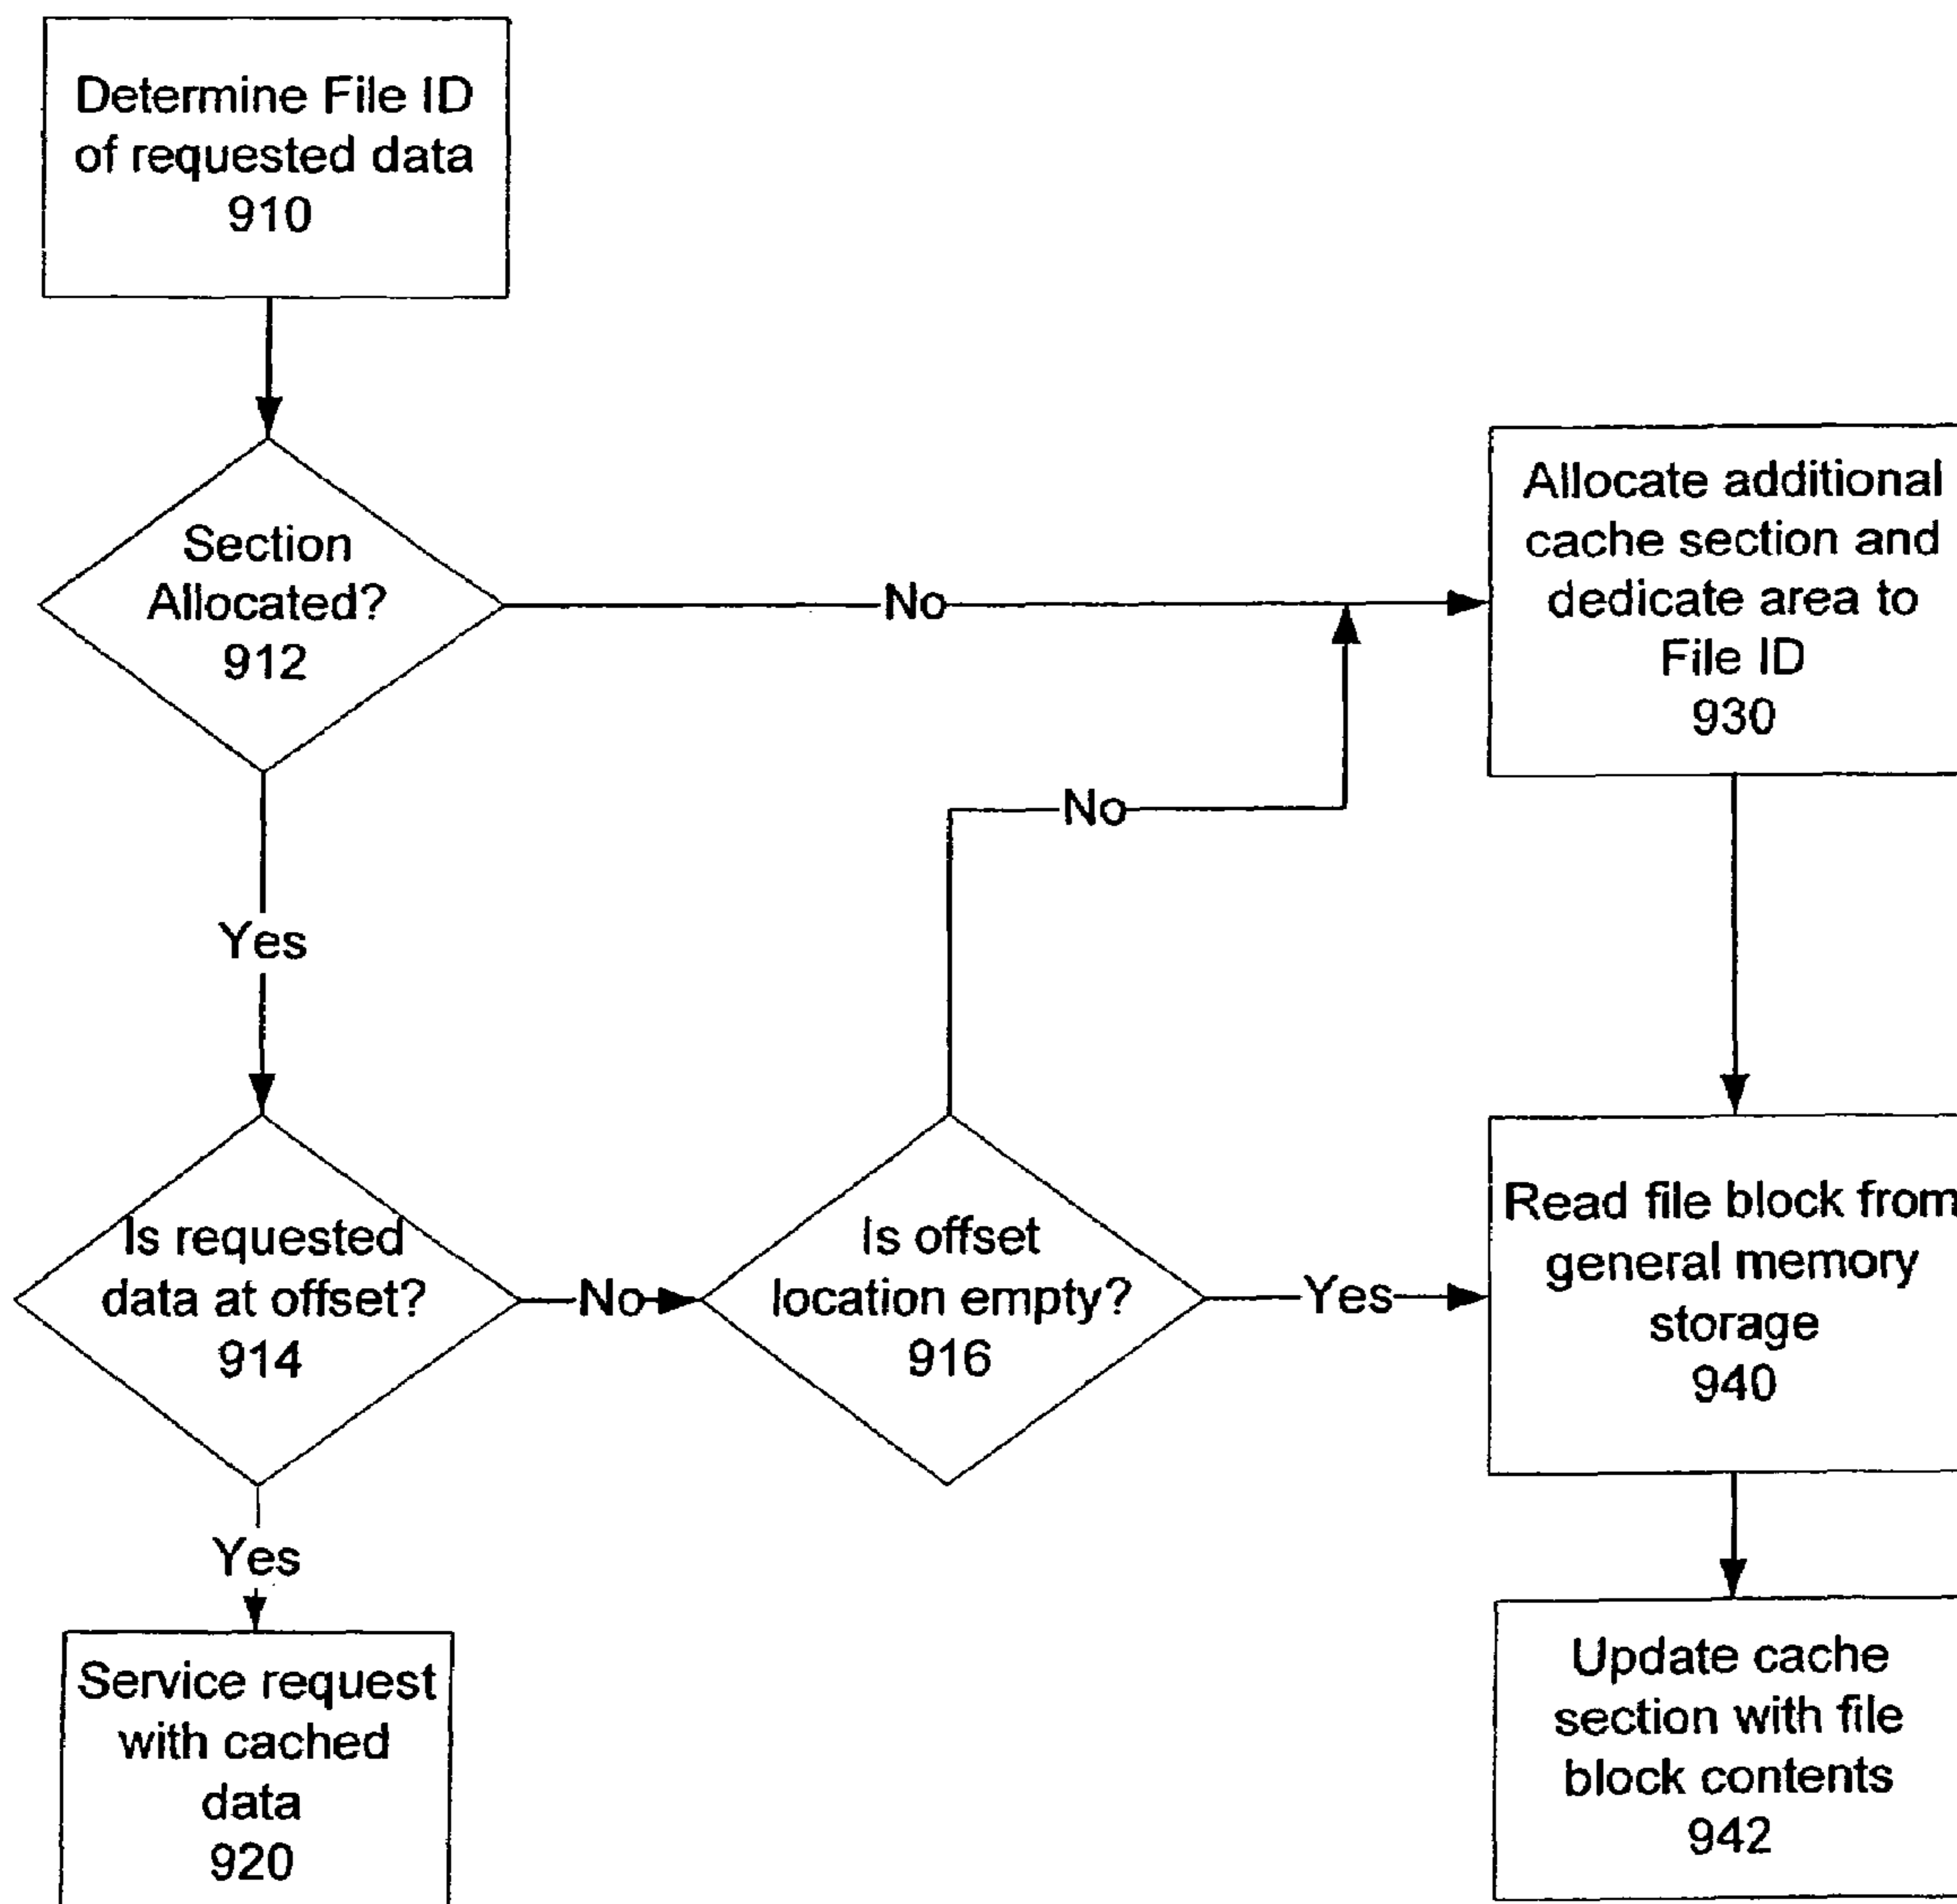 Determine File ID
of requested data
910
Section
Allocated?
912
No
Allocate additional
cache section and
dedicate area to
File ID
930
No
Yes
Is requested
data at offset?
914
No
Is offset
location empty?
916
Yes
Read file block from
general memory
storage
940
Yes
Service request
with cached
data
920
Update cache
section with file
block contents
942